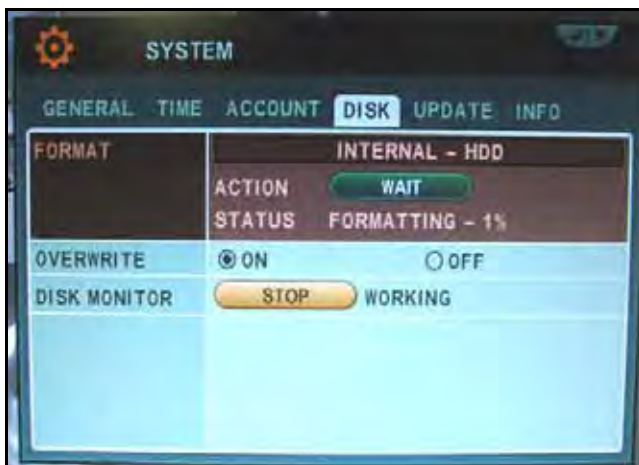 SYSTEM
GENERAL TIME ACCOUNT DISK UPDATE INFO
FORMAT INTERNAL - HDD
ACTION WAIT
STATUS FORMATTING - 1%
OVERWRITE ON OFF
DISK MONITOR STOP WORKING